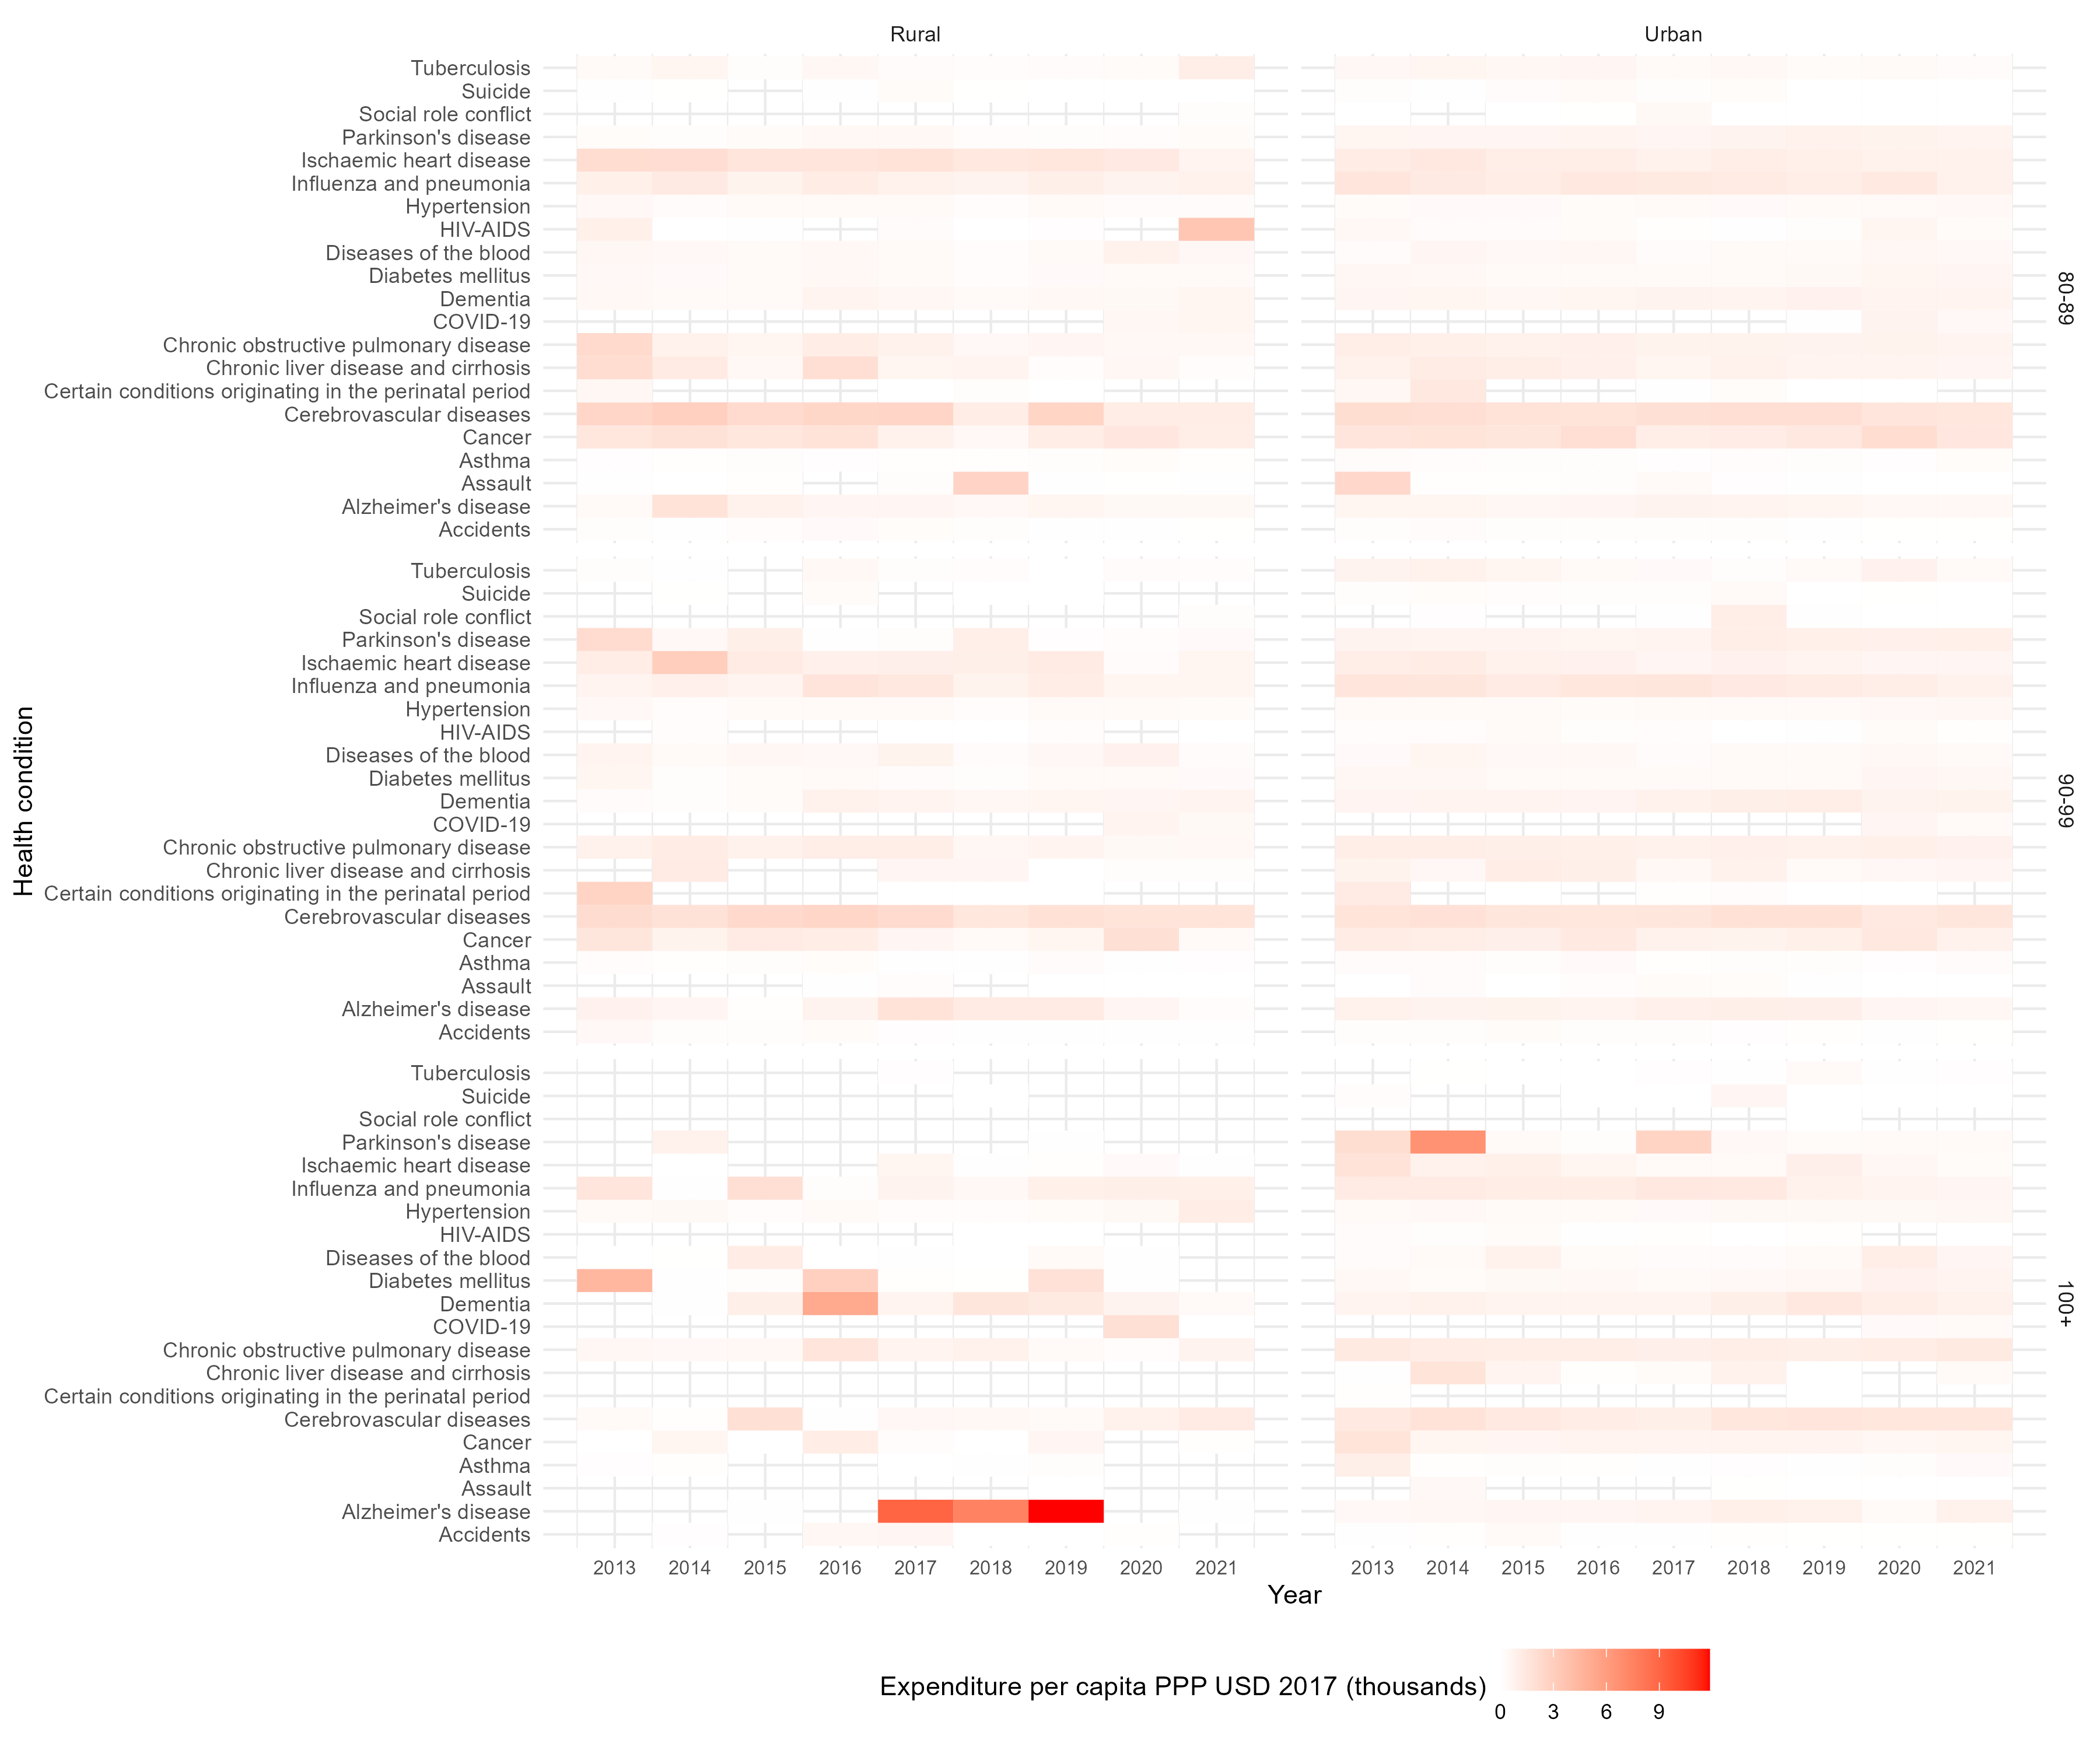 Rural Urban
Tuberculosis
Suicide
Social role conflict
Parkinson's disease
Ischaemic heart disease
Influenza and pneumonia
Hypertension
HIV-AIDS
Diseases of the blood
Diabetes mellitus
Dementia
COVID-19
Chronic obstructive pulmonary disease
Chronic liver disease and cirrhosis
Certain conditions originating in the perinatal period
Cerebrovascular diseases
Cancer
Asthma
Assault
Alzheimer's disease
Accidents
80-89
Tuberculosis
Suicide
Social role conflict
Parkinson's disease
Ischaemic heart disease
Influenza and pneumonia
Hypertension
HIV-AIDS
Diseases of the blood
Diabetes mellitus
Dementia
COVID-19
Chronic obstructive pulmonary disease
Chronic liver disease and cirrhosis
Certain conditions originating in the perinatal period
Cerebrovascular diseases
Cancer
Asthma
Assault
Alzheimer's disease
Accidents
90-99
Health condition
Tuberculosis
Suicide
Social role conflict
Parkinson's disease
Ischaemic heart disease
Influenza and pneumonia
Hypertension
HIV-AIDS
Diseases of the blood
Diabetes mellitus
Dementia
COVID-19
Chronic obstructive pulmonary disease
Chronic liver disease and cirrhosis
Certain conditions originating in the perinatal period
Cerebrovascular diseases
Cancer
Asthma
Assault
Alzheimer's disease
Accidents
100+
2013 2014 2015 2016 2017 2018 2019 2020 2021 2013 2014 2015 2016 2017 2018 2019 2020 2021
Year
Expenditure per capita PPP USD 2017 (thousands)
0 3 6 9